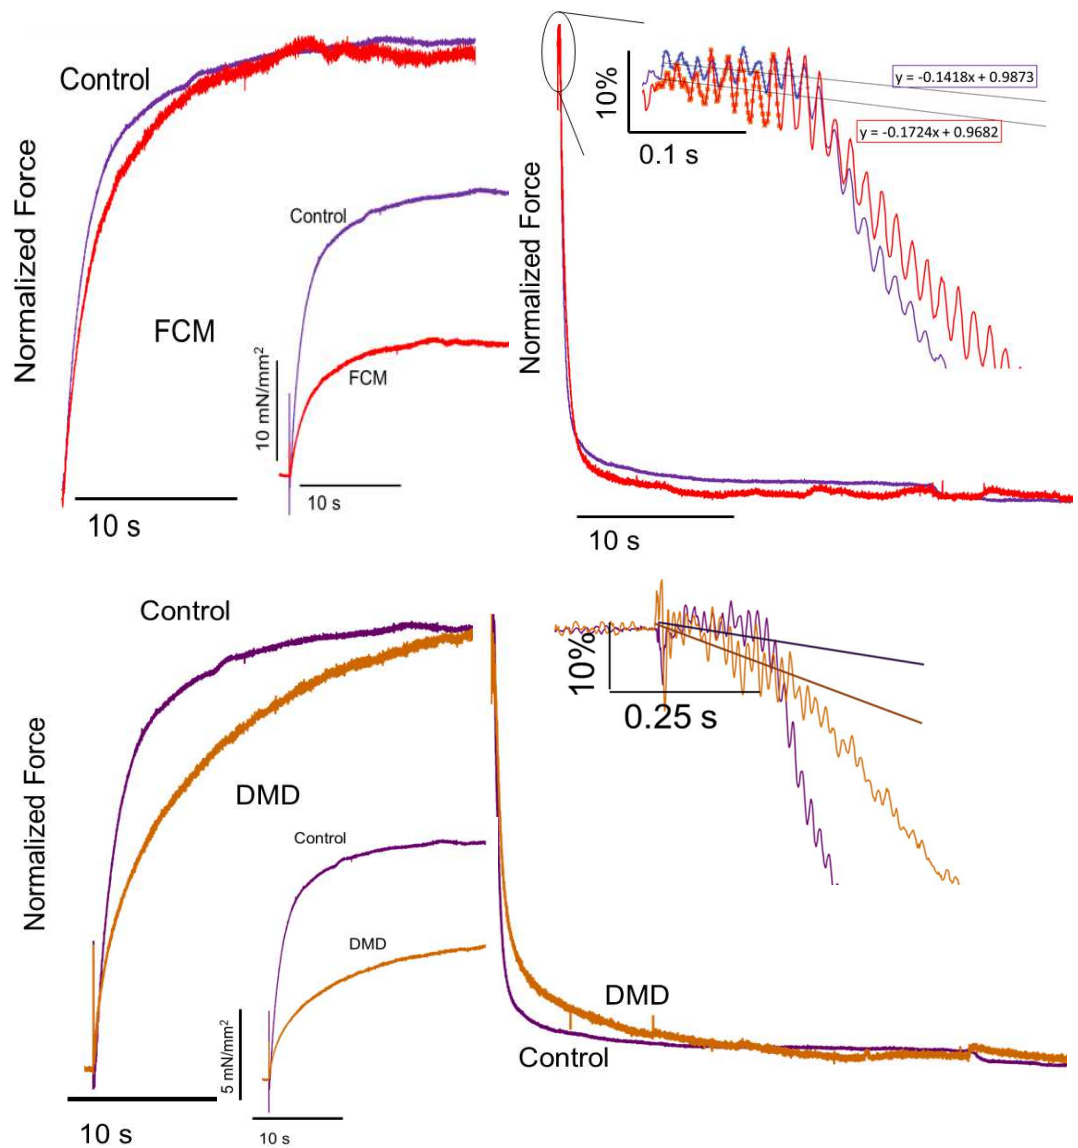 Control
Normalized Force
FCM
10 s
Control
FCM
10 mN/mm²
10 s
Normalized Force
10%
0.1 s
y = -0.1418x + 0.9873
y = -0.1724x + 0.9682
10 s
Control
Normalized Force
DMD
10 s
Control
DMD
5 mN/mm²
10 s
10%
0.25 s
DMD
Control